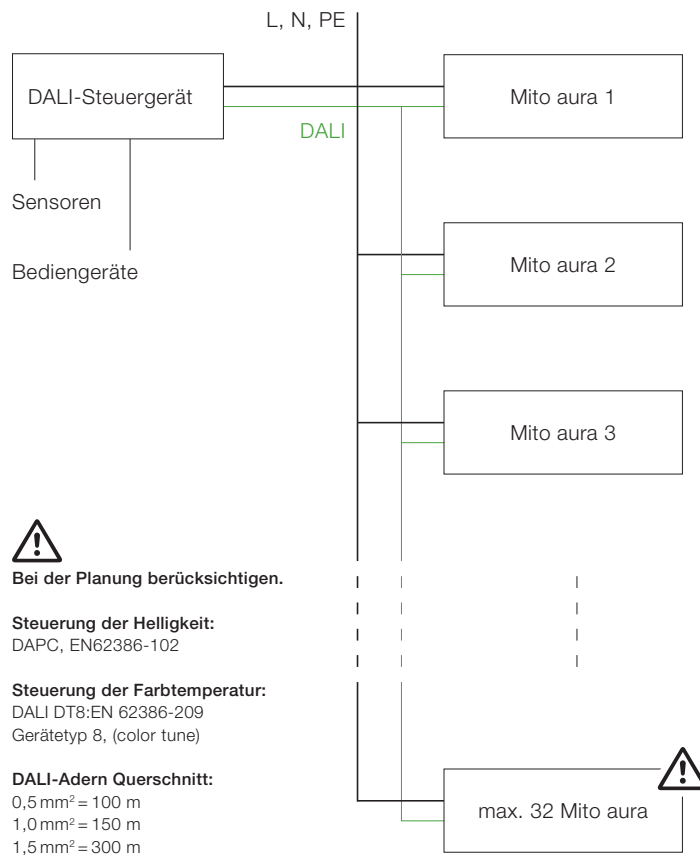 L, N, PE
DALI-Steuergerät
Mito aura 1
DALI
Sensoren
Bediengeräte
Mito aura 2
Mito aura 3
Bei der Planung berücksichtigen.
Steuerung der Helligkeit:
DAPC, EN62386-102
Steuerung der Farbtemperatur:
DALI DT8:EN 62386-209
Gerätetyp 8, (color tune)
DALI-Adern Querschnitt:
0,5 mm² = 100 m
1,0 mm² = 150 m
1,5 mm² = 300 m
max. 32 Mito aura